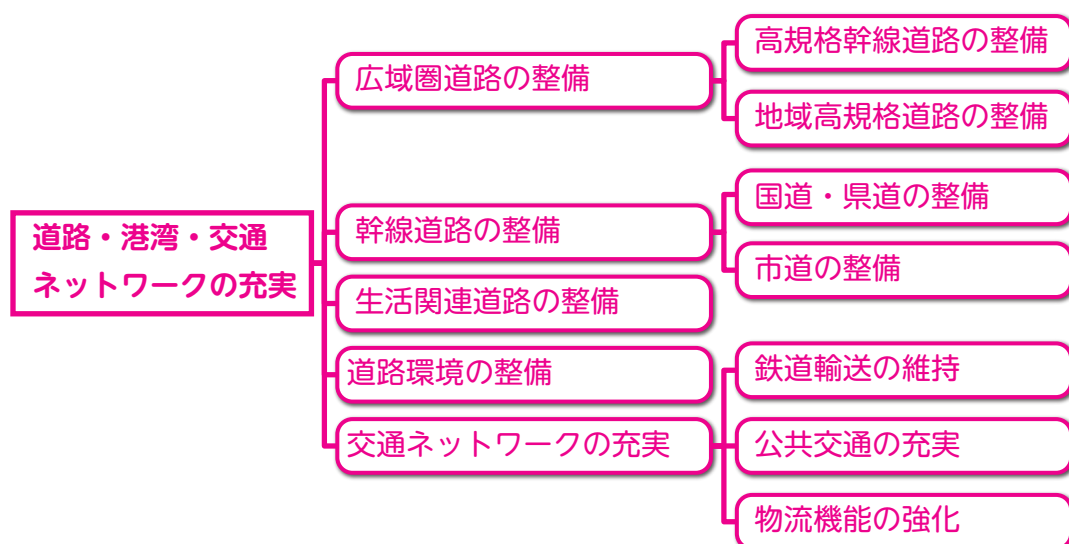 道路・港湾・交通
ネットワークの充実
広域圏道路の整備
高規格幹線道路の整備
地域高規格道路の整備
幹線道路の整備
国道・県道の整備
市道の整備
生活関連道路の整備
道路環境の整備
交通ネットワークの充実
鉄道輸送の維持
公共交通の充実
物流機能の強化